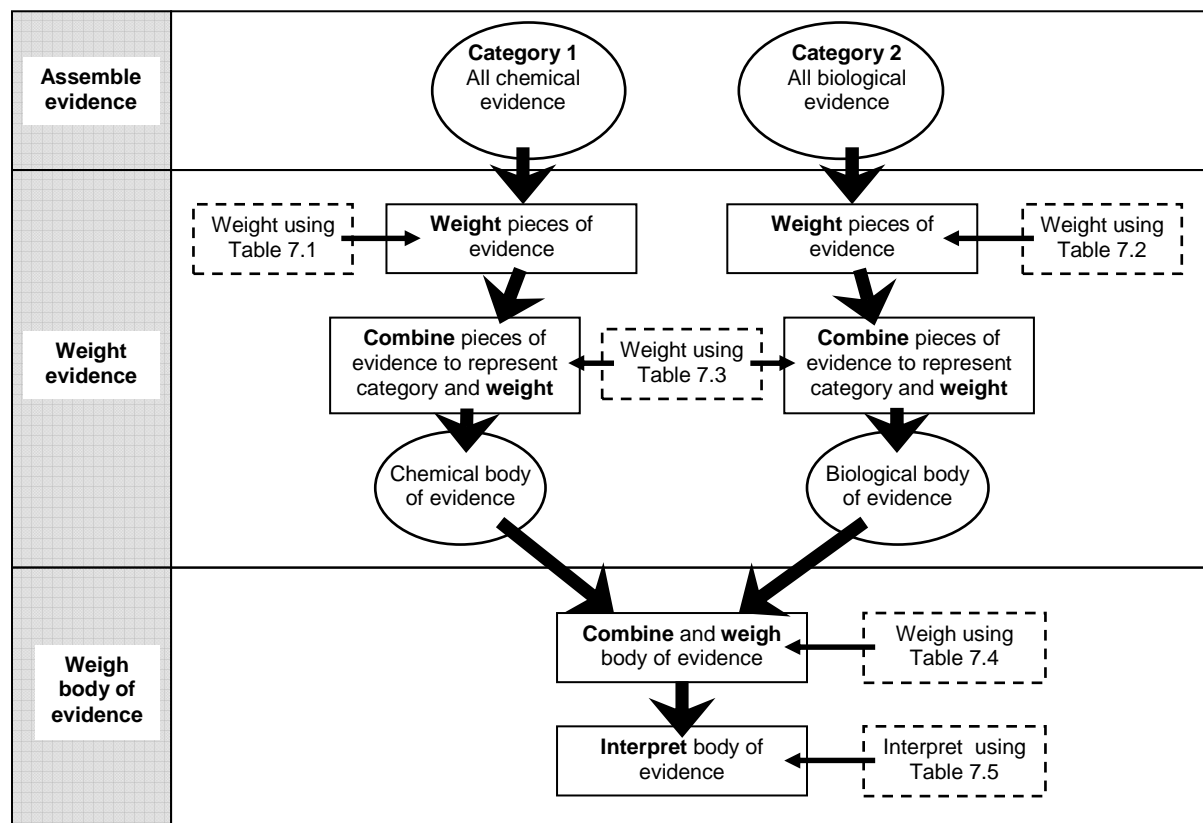 Assemble
evidence
Category 1
All chemical
evidence
Category 2
All biological
evidence
Weight
evidence
Weight using
Table 7.1
Weight pieces of
evidence
Weight pieces of
evidence
Weight using
Table 7.2
Combine pieces of
evidence to represent
category and weight
Weight using
Table 7.3
Combine pieces of
evidence to represent
category and weight
Chemical body
of evidence
Biological body
of evidence
Weigh
body of
evidence
Combine and weigh
body of evidence
Weigh using
Table 7.4
Interpret body of
evidence
Interpret using
Table 7.5